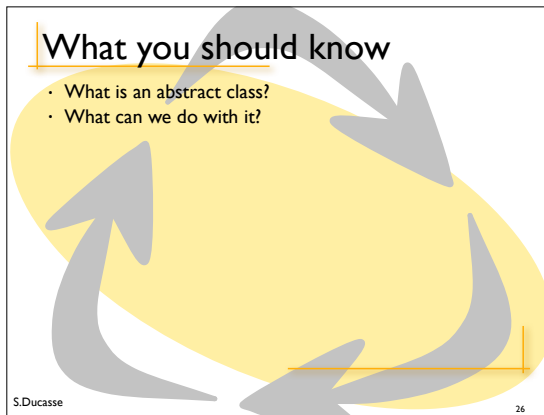 What you should know
• What is an abstract class?
• What can we do with it?
S.Ducasse
26